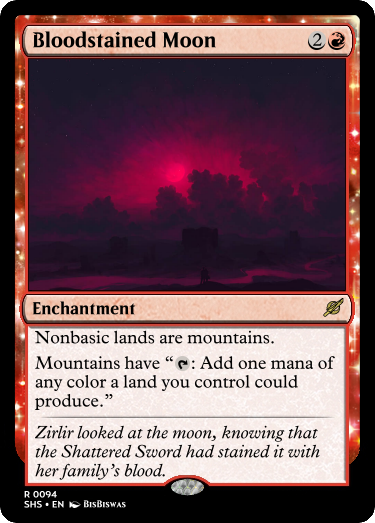 Bloodstained Moon 2
Enchantment
Nonbasic lands are mountains.
Mountains have “: Add one mana of
any color a land you control could
produce.”
Zirlir looked at the moon, knowing that
the Shattered Sword had stained it with
her family’s blood.
R 0094
SHS • EN BisBiswas